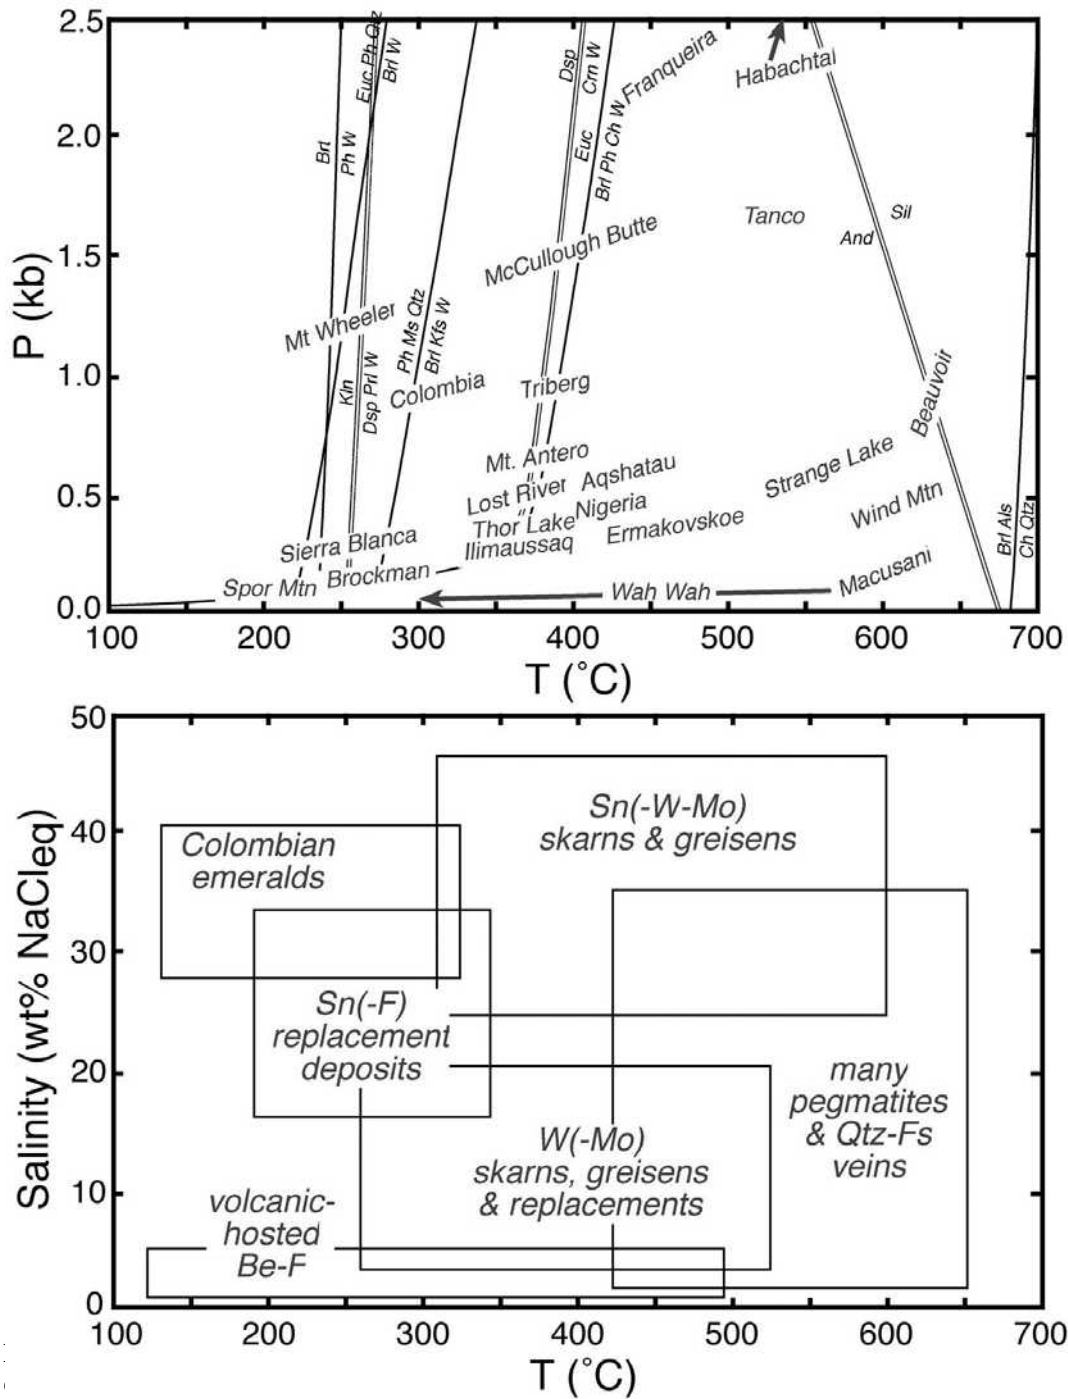 2.5
2.0
1.5
1.0
0.5
0.0
P (kb)
Brl
Ph W
Euc Ph Qtz
Brl W
Dsp
Crn W
Euc
Brl Ph Ch W
Franqueira
Habachtal
Tanco
And
Sil
McCullough Butte
Mt Wheeler
Kln
Dsp Prl W
Ph Ms Qtz
Brl Kfs W
Colombia
Triberg
Beauvoir
Mt. Antero
Aqshatau
Strange Lake
Lost River
Nigeria
Wind Mtn
Thor Lake
Ermakovskoe
Brl Als
Ch Qtz
Sierra Blanca
Ilimaussaq
Spor Mtn
Brockman
Wah Wah
Macusani
100 200 300 400 500 600 700
T (˚C)
50
40
30
20
10
0
Salinity (wt% NaCleq)
Sn(-W-Mo)
skarns & greisens
Colombian
emeralds
Sn(-F)
replacement
deposits
many
pegmatites
& Qtz-Fs
veins
W(-Mo)
skarns, greisens
& replacements
volcanic-
hosted
Be-F
100 200 300 400 500 600 700
T (˚C)